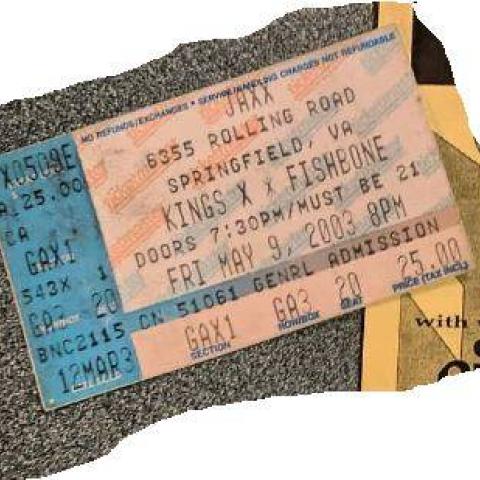 NO REFUNDS/EXCHANGES • SERVICE/HANDLING CHARGES NOT REFUNDABLE
JAXX
6355 ROLLING ROAD
SPRINGFIELD, VA
KINGS X x FISHBONE
DOORS 7:30PM/MUST BE 21
FRI MAY 9, 2003 8PM
CN 51061 GENRL ADMISSION
GAX1 GA3 20 25.00
SECTION ROW/BOX SEAT PRICE (TAX INCL)
X0509E
25.00
CA
GAX1
543X 1
GA3 20
BNC2115
12MAR3
with